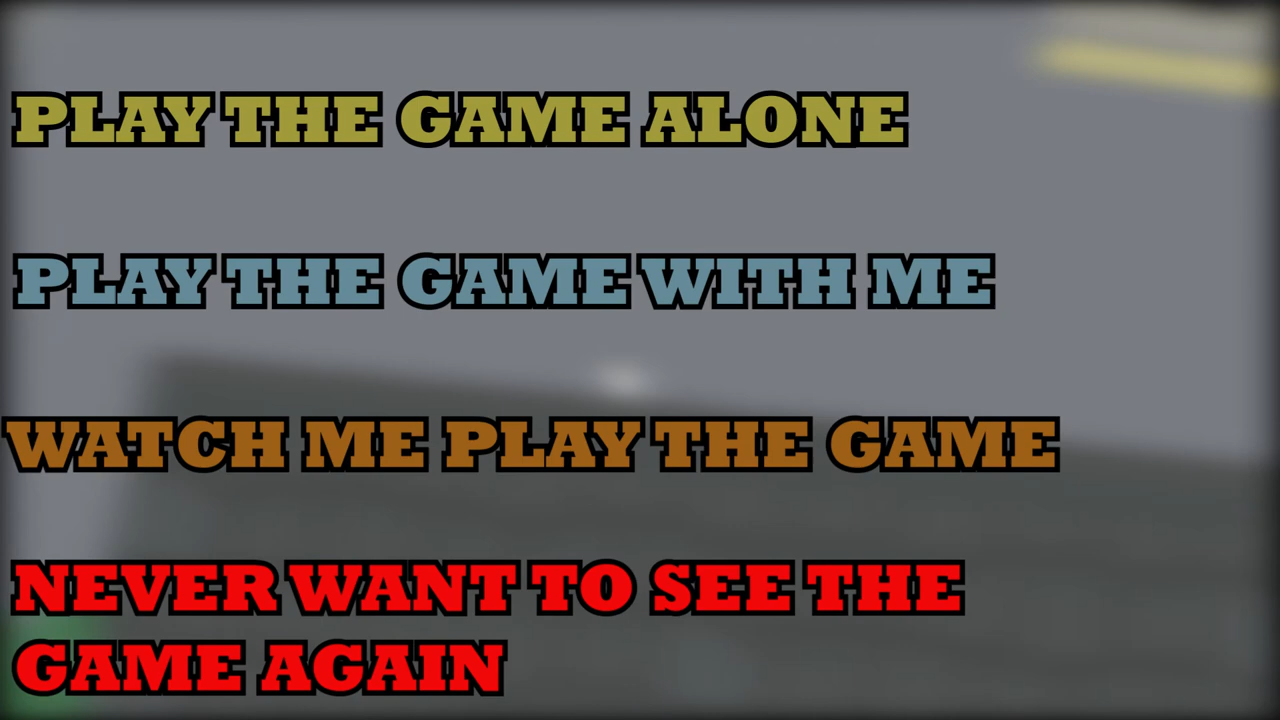 PLAY THE GAME ALONE
PLAY THE GAME WITH ME
WATCH ME PLAY THE GAME
NEVER WANT TO SEE THE
GAME AGAIN